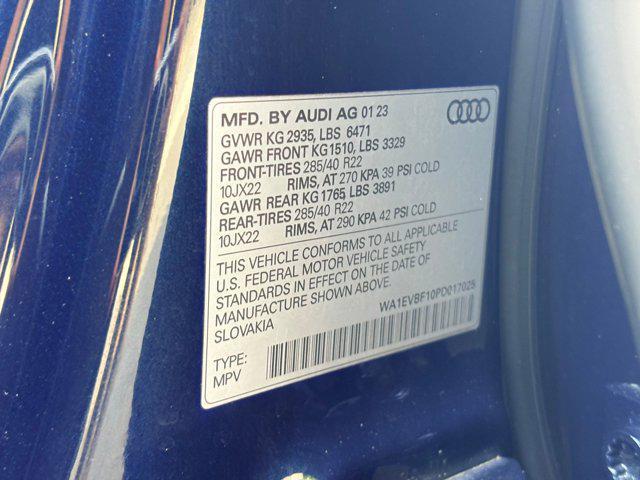 MFD. BY AUDI AG 01 23
GVWR KG 2935, LBS 6471
GAWR FRONT KG 1510, LBS 3329
FRONT-TIRES 285/40 R22
10JX22 RIMS, AT 270 KPA 39 PSI COLD
GAWR REAR KG 1765, LBS 3891
REAR-TIRES 285/40 R22
10JX22 RIMS, AT 290 KPA 42 PSI COLD
THIS VEHICLE CONFORMS TO ALL APPLICABLE
U.S. FEDERAL MOTOR VEHICLE SAFETY
STANDARDS IN EFFECT ON THE DATE OF
MANUFACTURE SHOWN ABOVE.
SLOVAKIA
WA1EVBF10PD017025
TYPE:
MPV